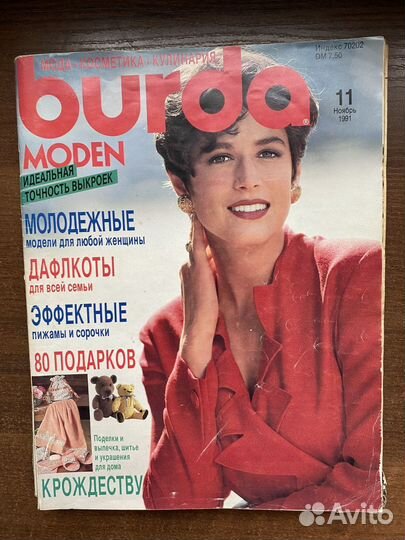 Индекс 70202
DM 7,50
МОДА • КОСМЕТИКА • КУЛИНАРИЯ
burda
MODEN
11
Ноябрь
1991
ИДЕАЛЬНАЯ
ТОЧНОСТЬ ВЫКРОЕК
МОЛОДЕЖНЫЕ
модели для любой женщины
ДАФЛКОТЫ
для всей семьи
ЭФФЕКТНЫЕ
пижамы и сорочки
80 ПОДАРКОВ
Поделки и
выпечка, шитье
и украшения
для дома
КРОЖДЕСТВУ
Avito